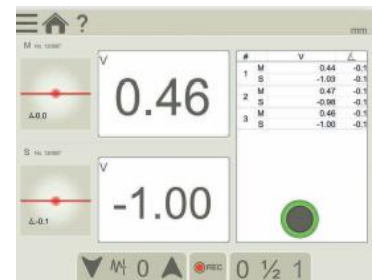 ?
mm
M
V
0.46
∠0.0
S
V
-1.00
∠-0.1
# V ∠
1 M 0.44 -0.1
S -1.03 -0.1
2 M 0.47 -0.1
S -0.98 -0.1
3 M 0.46 -0.1
S -1.00 -0.1
0 REC 0 ½ 1